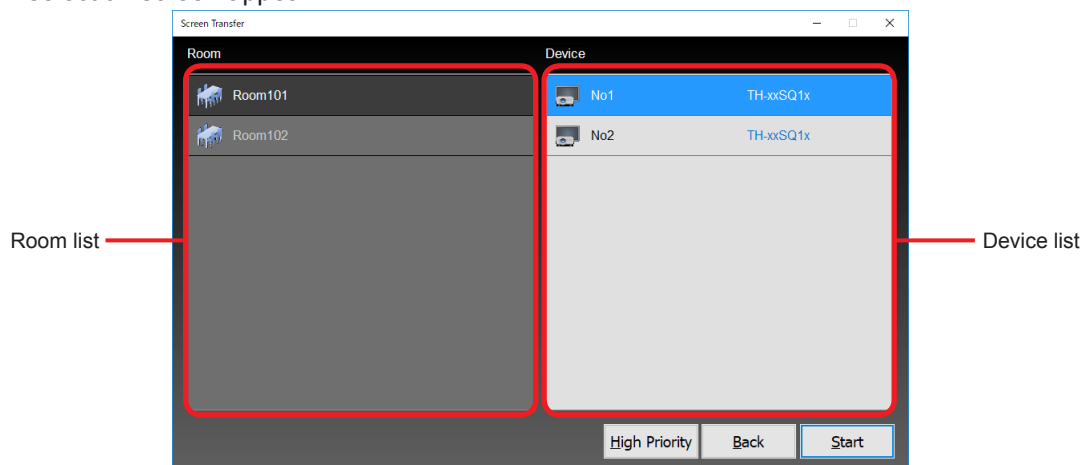 Screen Transfer
Room
Device
Room101
No1 TH-xxSQ1x
Room102
No2 TH-xxSQ1x
Room list
Device list
High Priority
Back
Start